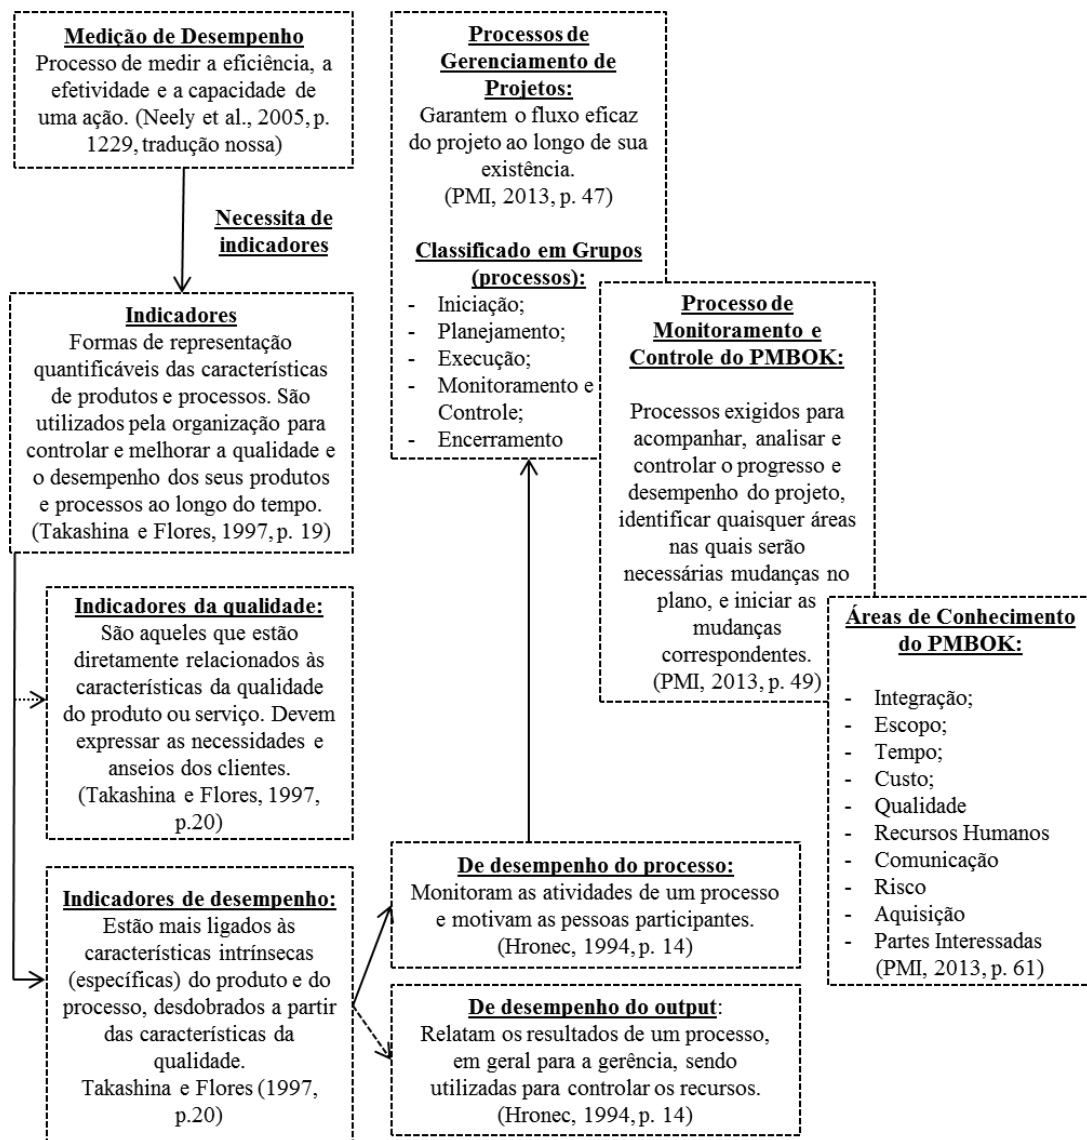 Medição de Desempenho
Processo de medir a eficiência, a
efetividade e a capacidade de
uma ação. (Neely et al., 2005, p.
1229, tradução nossa)
Necessita de
indicadores
Indicadores
Formas de representação
quantificáveis das características
de produtos e processos. São
utilizados pela organização para
controlar e melhorar a qualidade e
o desempenho dos seus produtos
e processos ao longo do tempo.
(Takashina e Flores, 1997, p. 19)
Indicadores da qualidade:
São aqueles que estão
diretamente relacionados às
características da qualidade
do produto ou serviço. Devem
expressar as necessidades e
anseios dos clientes.
(Takashina e Flores, 1997,
p.20)
Indicadores de desempenho:
Estão mais ligados às
características intrínsecas
(específicas) do produto e do
processo, desdobrados a partir
das características da
qualidade.
Takashina e Flores (1997,
p.20)
De desempenho do processo:
Monitoram as atividades de um processo
e motivam as pessoas participantes.
(Hronec, 1994, p. 14)
De desempenho do output:
Relatam os resultados de um processo,
em geral para a gerência, sendo
utilizadas para controlar os recursos.
(Hronec, 1994, p. 14)
Processos de
Gerenciamento de
Projetos:
Garantem o fluxo eficaz
do projeto ao longo de sua
existência.
(PMI, 2013, p. 47)
Classificado em Grupos
(processos):
- Iniciação;
- Planejamento;
- Execução;
- Monitoramento e
Controle;
- Encerramento
Processo de
Monitoramento e
Controle do PMBOK:
Processos exigidos para
acompanhar, analisar e
controlar o progresso e
desempenho do projeto,
identificar quaisquer áreas
nas quais serão
necessárias mudanças no
plano, e iniciar as
mudanças
correspondentes.
(PMI, 2013, p. 49)
Áreas de Conhecimento
do PMBOK:
- Integração;
- Escopo;
- Tempo;
- Custo;
- Qualidade
- Recursos Humanos
- Comunicação
- Risco
- Aquisição
- Partes Interessadas
(PMI, 2013, p. 61)